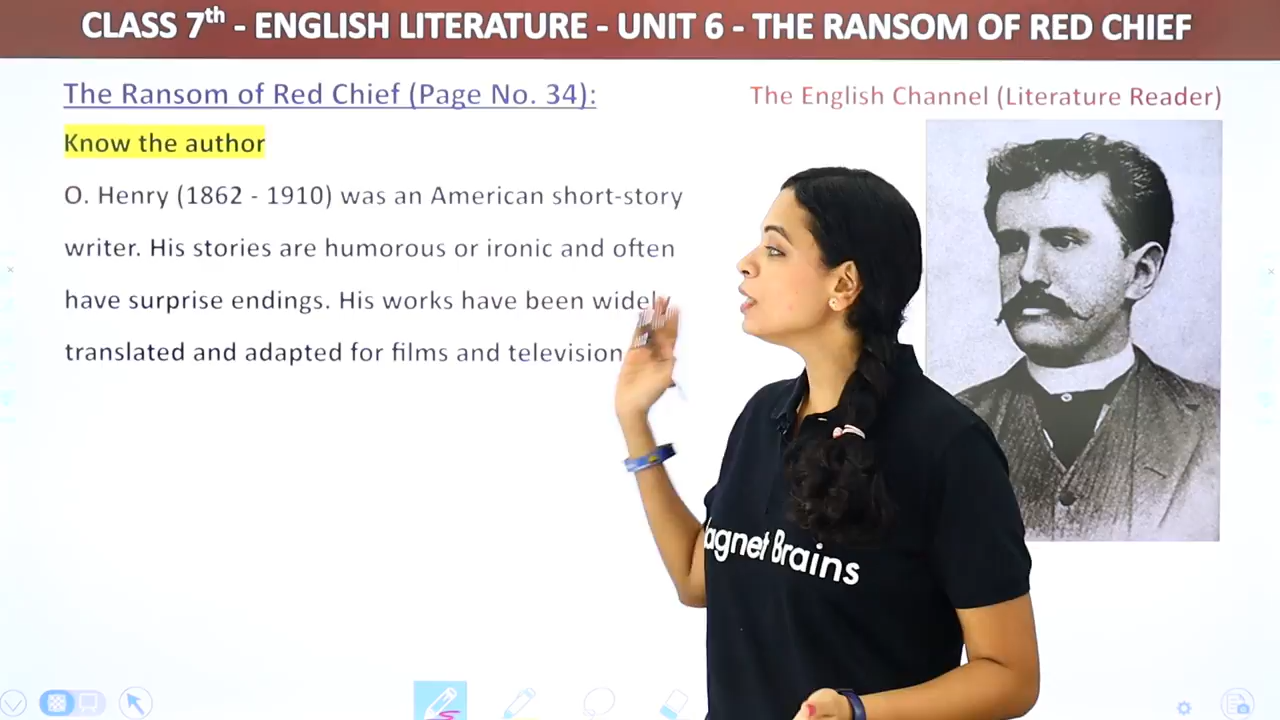 CLASS 7th - ENGLISH LITERATURE - UNIT 6 - THE RANSOM OF RED CHIEF
The Ransom of Red Chief (Page No. 34):
The English Channel (Literature Reader)
Know the author
O. Henry (1862 - 1910) was an American short-story
writer. His stories are humorous or ironic and often
have surprise endings. His works have been widely
translated and adapted for films and television
agnet Brains